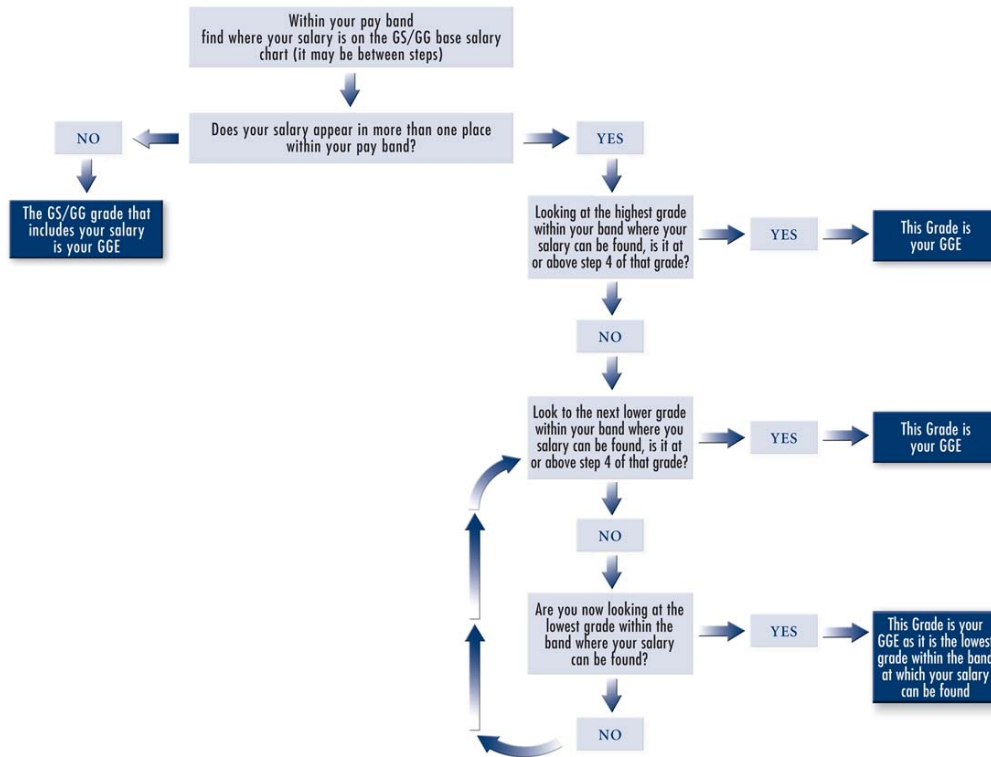 Within your pay band
find where your salary is on the GS/GG base salary
chart (it may be between steps)
Does your salary appear in more than one place
within your pay band?
NO
YES
The GS/GG grade that
includes your salary
is your GGE
Looking at the highest grade
within your band where your
salary can be found, is it at
or above step 4 of that grade?
YES
This Grade is
your GGE
NO
Look to the next lower grade
within your band where you
salary can be found, is it at
or above step 4 of that grade?
YES
This Grade is
your GGE
NO
Are you now looking at the
lowest grade within the
band where your salary
can be found?
YES
This Grade is your
GGE as it is the lowest
grade within the band
at which your salary
can be found
NO